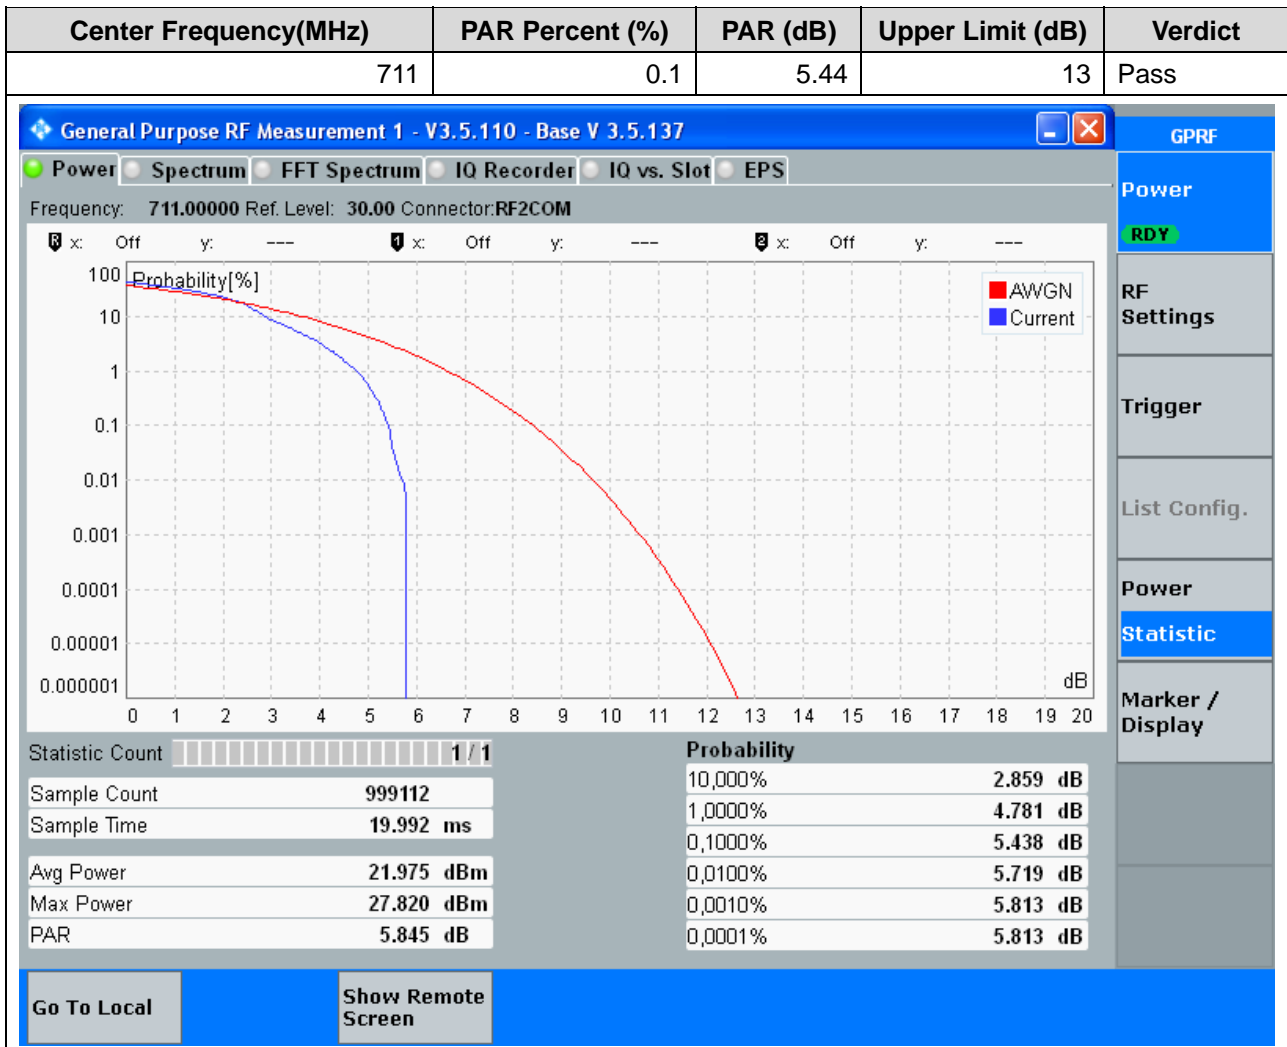 Center Frequency(MHz) PAR Percent (%) PAR (dB) Upper Limit (dB) Verdict
711 0.1 5.44 13 Pass
General Purpose RF Measurement 1 - V3.5.110 - Base V 3.5.137
GPRF
Power Spectrum FFT Spectrum IQ Recorder IQ vs. Slot EPS
Power
RDY
Frequency: 711.00000 Ref. Level: 30.00 Connector:RF2COM
R x: Off y: --- 1 x: Off y: --- 2 x: Off y: ---
Probability[%]
100
10
1
0.1
0.01
0.001
0.0001
0.00001
0.000001
AWGN
Current
dB
0 1 2 3 4 5 6 7 8 9 10 11 12 13 14 15 16 17 18 19 20
RF
Settings
Trigger
List Config.
Power
Statistic
Marker /
Display
Statistic Count 1 / 1
Sample Count 999112
Sample Time 19.992 ms
Avg Power 21.975 dBm
Max Power 27.820 dBm
PAR 5.845 dB
Probability
10,000% 2.859 dB
1,0000% 4.781 dB
0,1000% 5.438 dB
0,0100% 5.719 dB
0,0010% 5.813 dB
0,0001% 5.813 dB
Go To Local
Show Remote
Screen